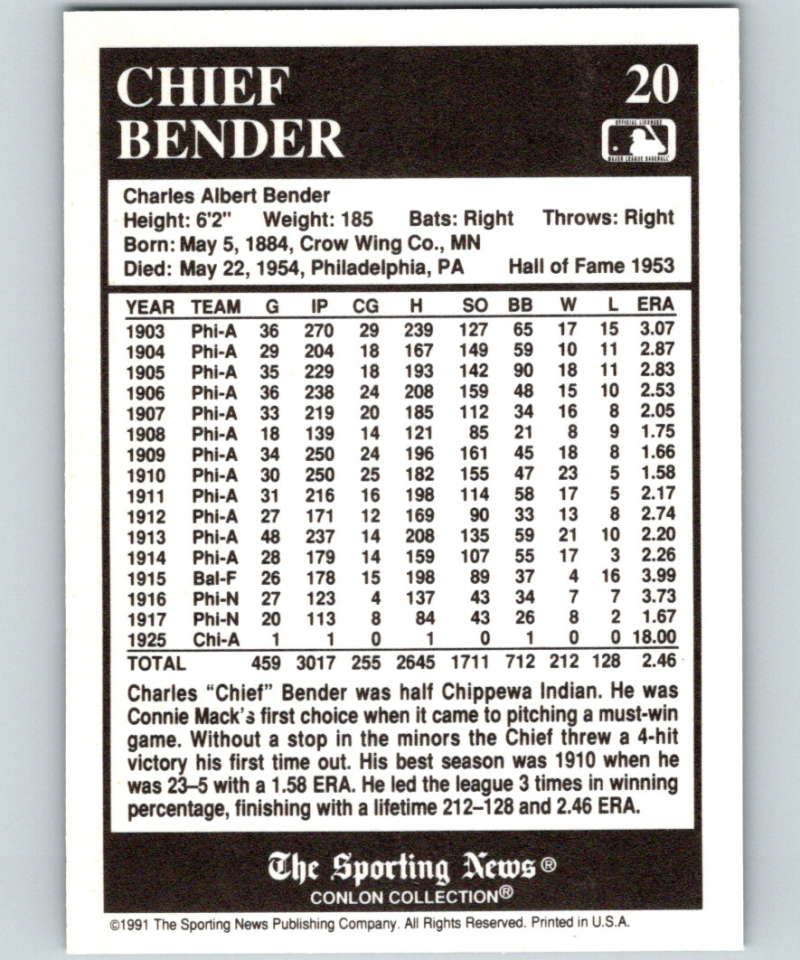 CHIEF 20
BENDER
OFFICIAL LICENSEE
MAJOR LEAGUE BASEBALL
Charles Albert Bender
Height: 6'2" Weight: 185 Bats: Right Throws: Right
Born: May 5, 1884, Crow Wing Co., MN
Died: May 22, 1954, Philadelphia, PA Hall of Fame 1953
YEAR TEAM G IP CG H SO BB W L ERA
1903 Phi-A 36 270 29 239 127 65 17 15 3.07
1904 Phi-A 29 204 18 167 149 59 10 11 2.87
1905 Phi-A 35 229 18 193 142 90 18 11 2.83
1906 Phi-A 36 238 24 208 159 48 15 10 2.53
1907 Phi-A 33 219 20 185 112 34 16 8 2.05
1908 Phi-A 18 139 14 121 85 21 8 9 1.75
1909 Phi-A 34 250 24 196 161 45 18 8 1.66
1910 Phi-A 30 250 25 182 155 47 23 5 1.58
1911 Phi-A 31 216 16 198 114 58 17 5 2.17
1912 Phi-A 27 171 12 169 90 33 13 8 2.74
1913 Phi-A 48 237 14 208 135 59 21 10 2.20
1914 Phi-A 28 179 14 159 107 55 17 3 2.26
1915 Bal-F 26 178 15 198 89 37 4 16 3.99
1916 Phi-N 27 123 4 137 43 34 7 7 3.73
1917 Phi-N 20 113 8 84 43 26 8 2 1.67
1925 Chi-A 1 1 0 1 0 1 0 0 18.00
TOTAL 459 3017 255 2645 1711 712 212 128 2.46
Charles "Chief" Bender was half Chippewa Indian. He was
Connie Mack's first choice when it came to pitching a must-win
game. Without a stop in the minors the Chief threw a 4-hit
victory his first time out. His best season was 1910 when he
was 23–5 with a 1.58 ERA. He led the league 3 times in winning
percentage, finishing with a lifetime 212–128 and 2.46 ERA.
The Sporting News®
CONLON COLLECTION®
©1991 The Sporting News Publishing Company. All Rights Reserved. Printed in U.S.A.